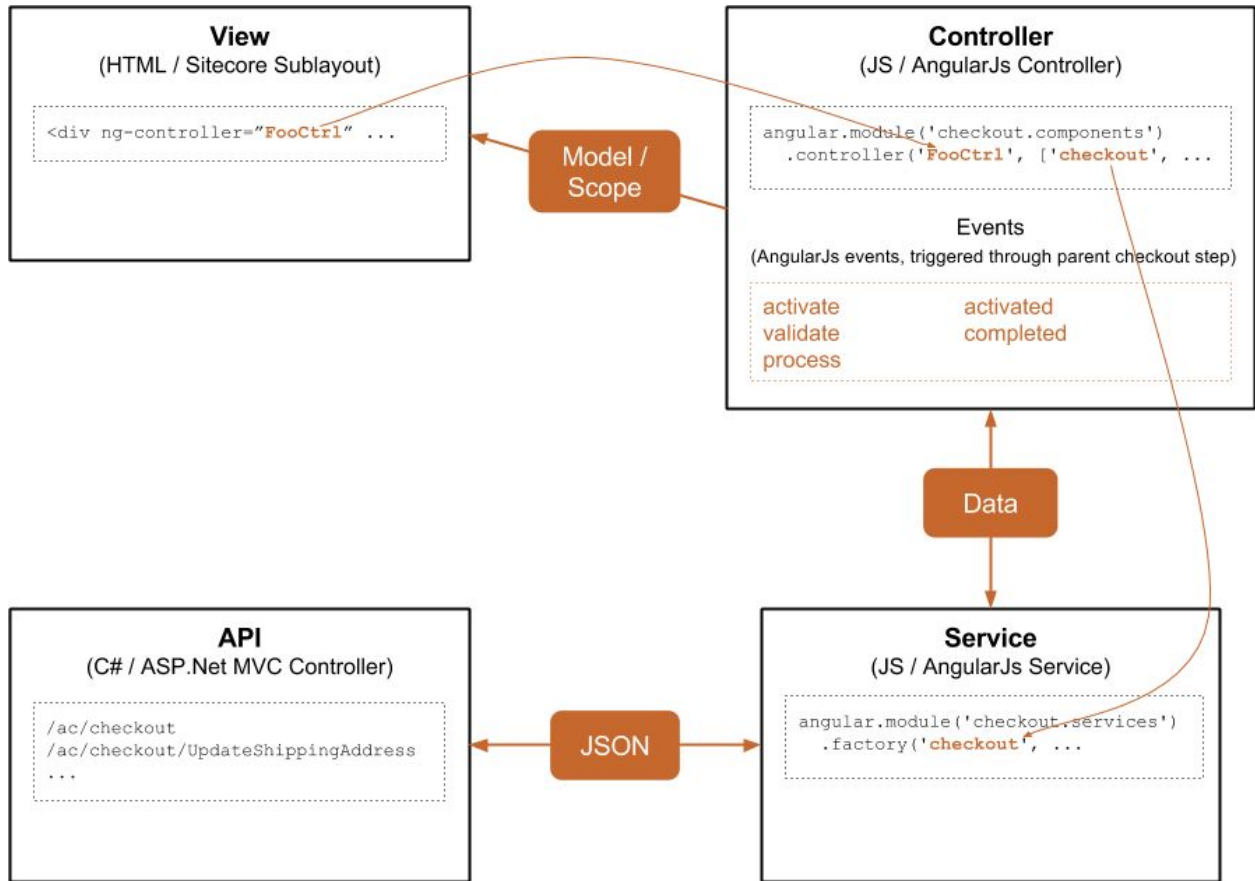 View
(HTML / Sitecore Sublayout)
<div ng-controller=”FooCtrl” ...
Model /
Scope
Controller
(JS / AngularJs Controller)
angular.module('checkout.components')
.controller('FooCtrl', ['checkout', ...
Events
(AngularJs events, triggered through parent checkout step)
activate activated
validate completed
process
Data
API
(C# / ASP.Net MVC Controller)
/ac/checkout
/ac/checkout/UpdateShippingAddress
...
JSON
Service
(JS / AngularJs Service)
angular.module('checkout.services')
.factory('checkout', ...